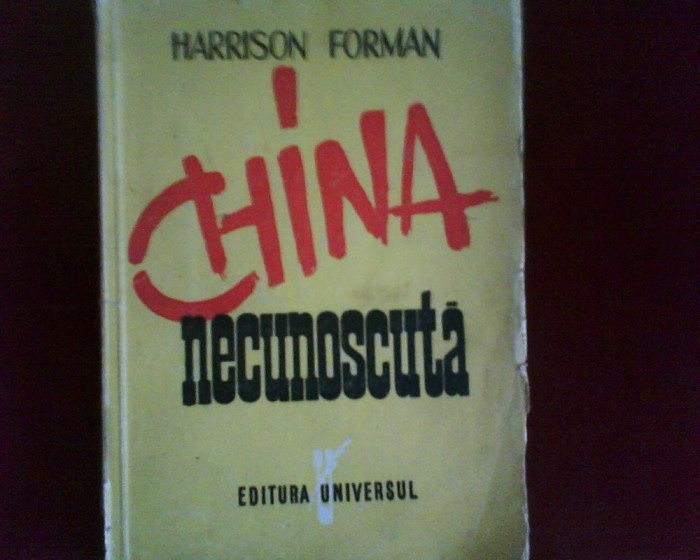 HARRISON FORMAN
CHINA
necunoscută
EDITURA UNIVERSUL